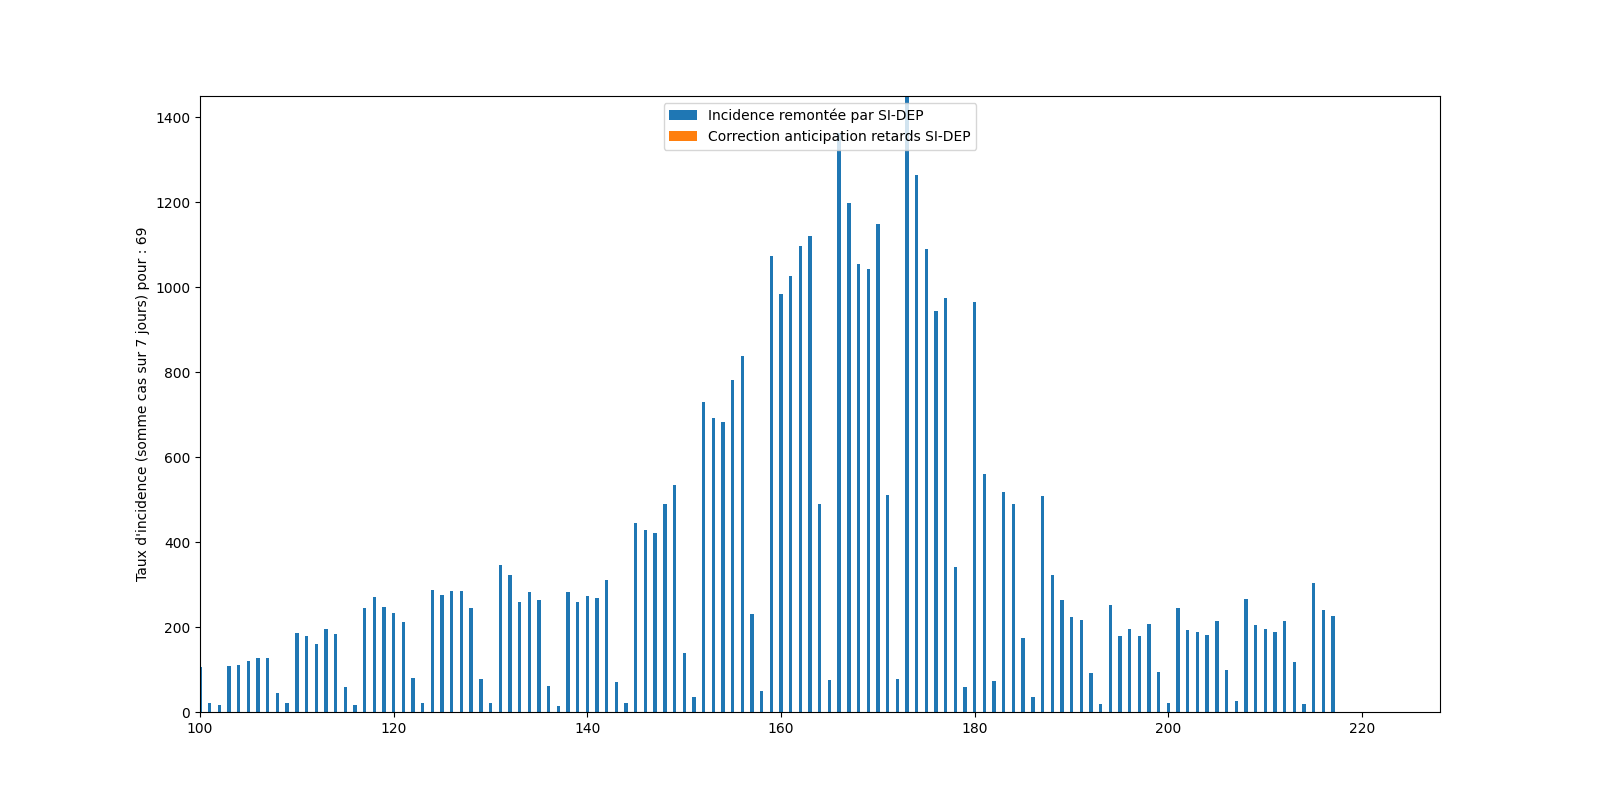 Incidence remontée par SI-DEP
Correction anticipation retards SI-DEP
Taux d'incidence (somme cas sur 7 jours) pour : 69
1400
1200
1000
800
600
400
200
0
100 120 140 160 180 200 220